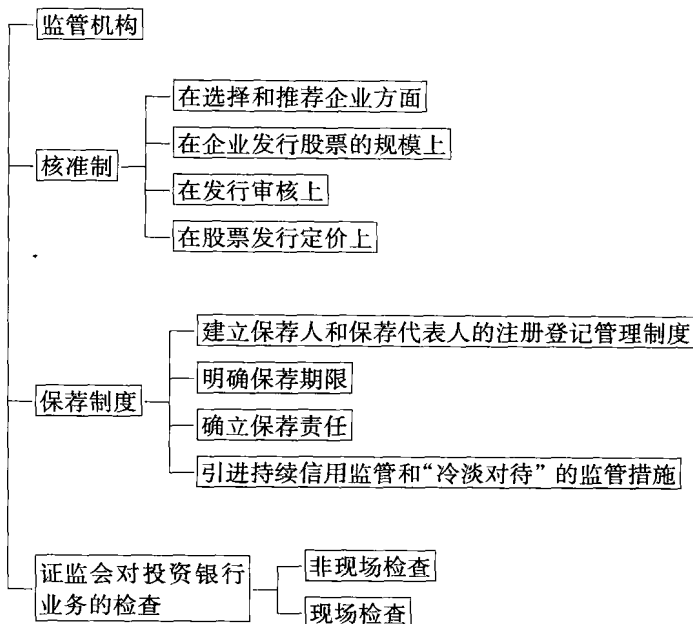 监管机构
核准制
在选择和推荐企业方面
在企业发行股票的规模上
在发行审核上
在股票发行定价上
保荐制度
建立保荐人和保荐代表人的注册登记管理制度
明确保荐期限
确立保荐责任
引进持续信用监管和“冷淡对待”的监管措施
证监会对投资银行
业务的检查
非现场检查
现场检查